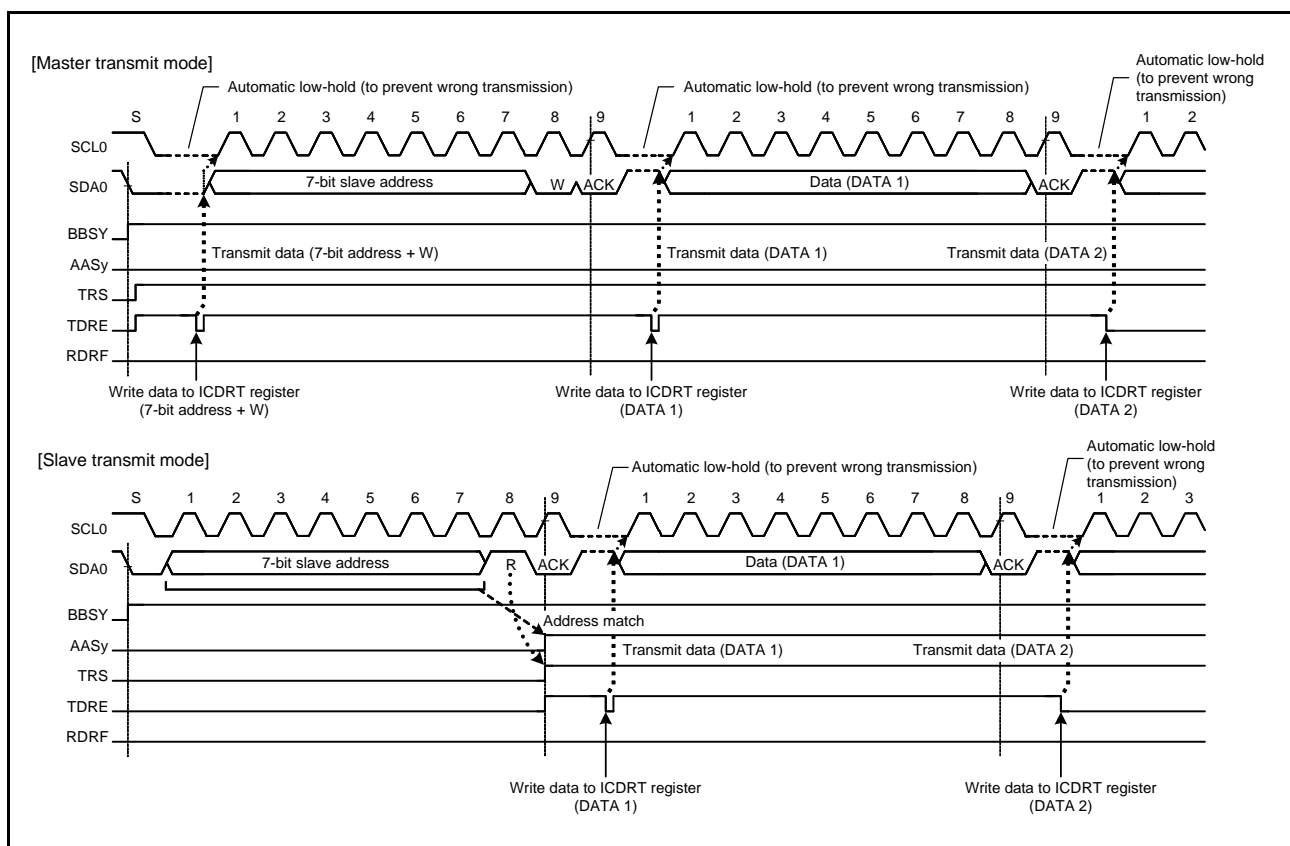 [Master transmit mode]
Automatic low-hold (to prevent wrong transmission)
Automatic low-hold (to prevent wrong transmission)
Automatic low-hold
(to prevent wrong
transmission)
S 1 2 3 4 5 6 7 8 9 1 2 3 4 5 6 7 8 9 1 2
SCL0
SDA0 7-bit slave address W ACK Data (DATA 1) ACK
BBSY
Transmit data (7-bit address + W) Transmit data (DATA 1) Transmit data (DATA 2)
AASy
TRS
TDRE
RDRF
Write data to ICDRT register
(7-bit address + W)
Write data to ICDRT register
(DATA 1)
Write data to ICDRT register
(DATA 2)
[Slave transmit mode]
Automatic low-hold (to prevent wrong transmission)
Automatic low-hold
(to prevent wrong
transmission)
S 1 2 3 4 5 6 7 8 9 1 2 3 4 5 6 7 8 9 1 2 3
SCL0
SDA0 7-bit slave address R ACK Data (DATA 1) ACK
BBSY
Address match
AASy
Transmit data (DATA 1) Transmit data (DATA 2)
TRS
TDRE
RDRF
Write data to ICDRT register
(DATA 1)
Write data to ICDRT register
(DATA 2)